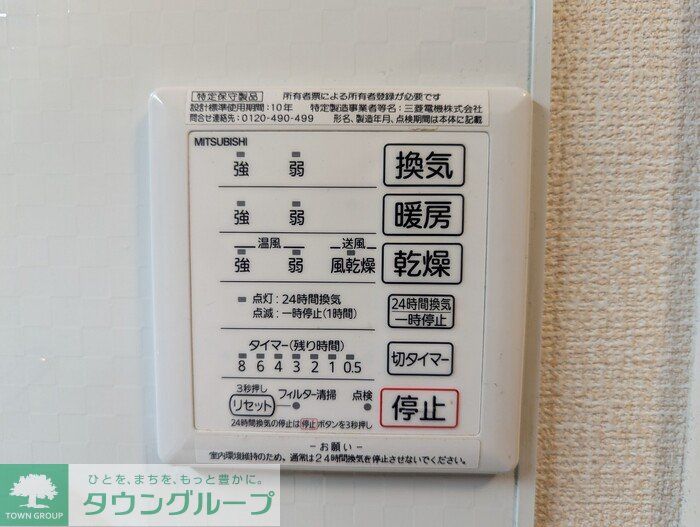 特定保守製品 所有者票による所有者登録が必要です
設計標準使用期間:10年 特定製造事業者等名:三菱電機株式会社
問合せ連絡先:0120-490-499 形名、製造年月、点検期間は本体に記載
MITSUBISHI
強 弱 換気
強 弱 暖房
温風 送風
強 弱 風乾燥 乾燥
点灯:24時間換気
点滅:一時停止(1時間)
24時間換気
一時停止
タイマー(残り時間)
8 6 4 3 2 1 0.5
切タイマー
3秒押し
リセット フィルター清掃 点検 停止
24時間換気の停止は停止ボタンを3秒押し
-お願い-
室内環境維持のため、通常は24時間換気を停止させないでください。
ひとを、まちを、もっと豊かに。
タウングループ
TOWN GROUP